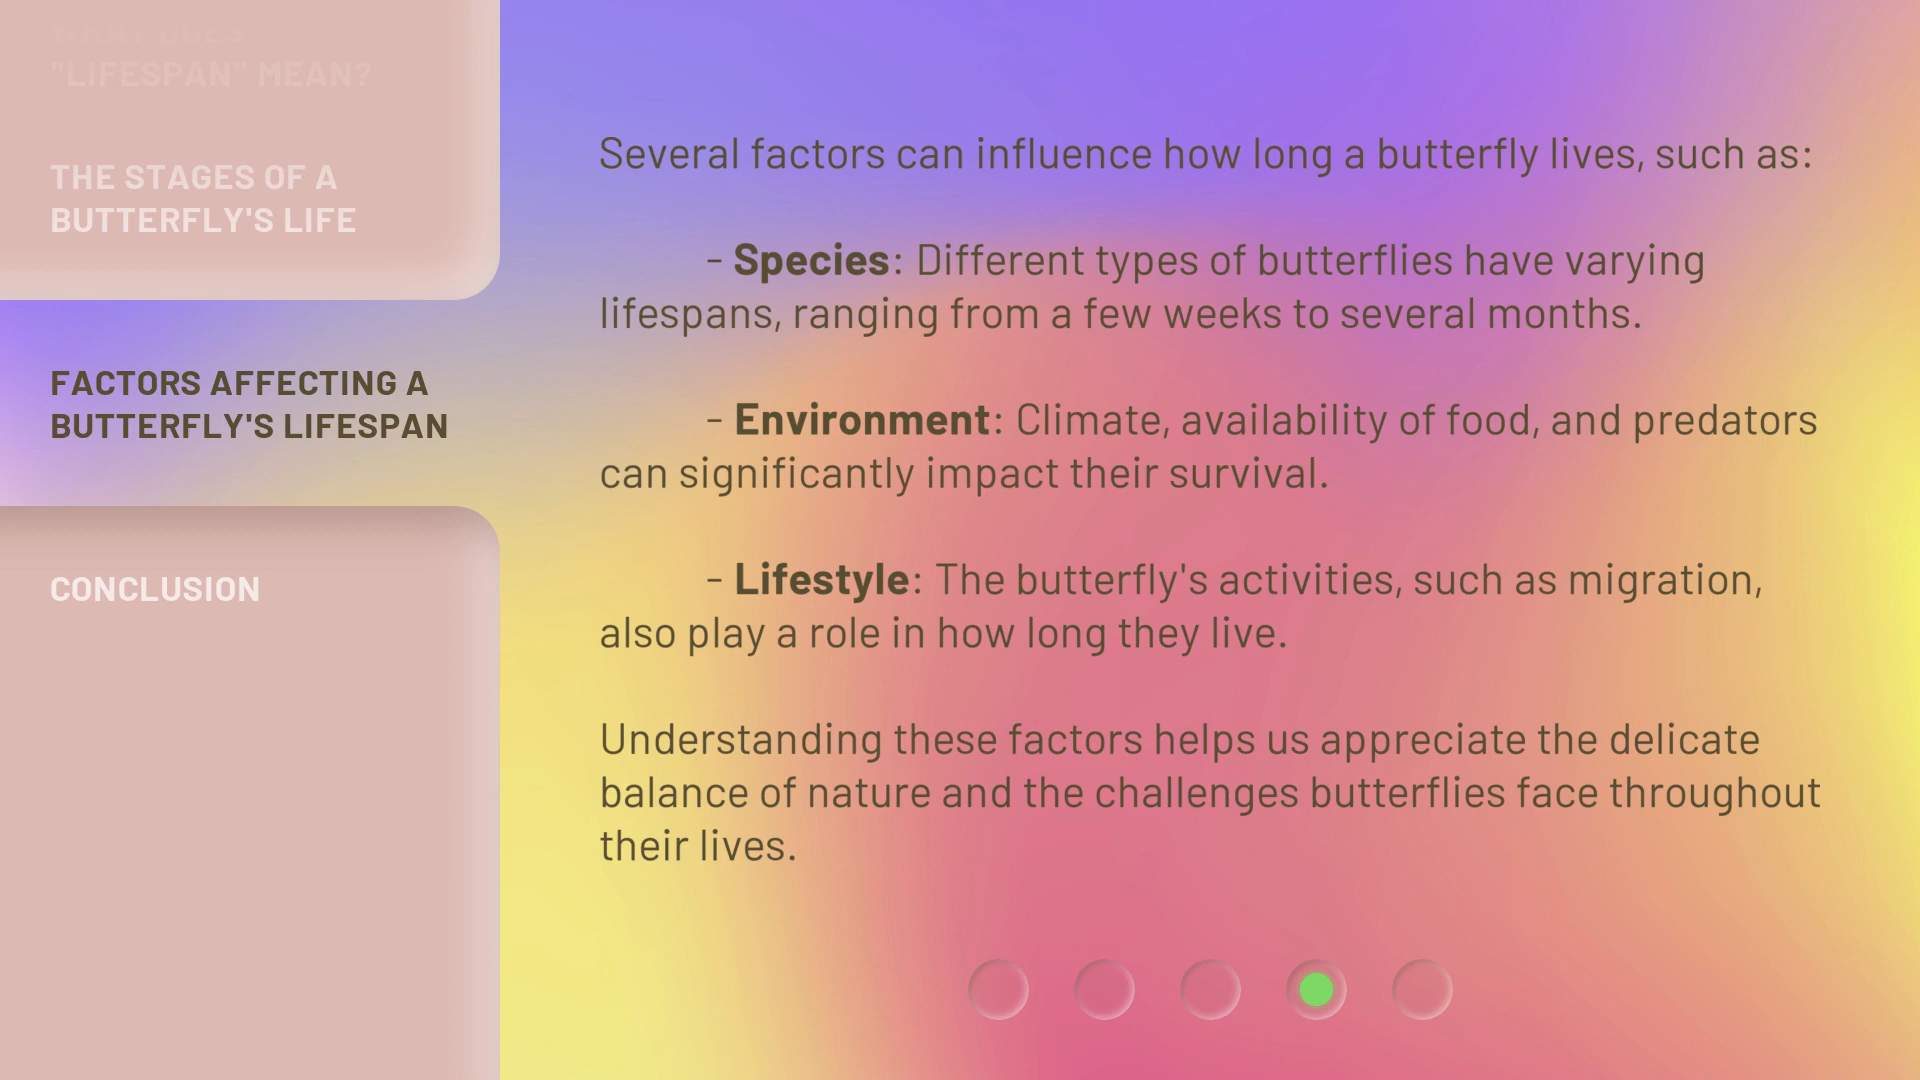 WHAT DOES
"LIFESPAN" MEAN?
THE STAGES OF A
BUTTERFLY'S LIFE
FACTORS AFFECTING A
BUTTERFLY'S LIFESPAN
CONCLUSION
Several factors can influence how long a butterfly lives, such as:
- Species: Different types of butterflies have varying
lifespans, ranging from a few weeks to several months.
- Environment: Climate, availability of food, and predators
can significantly impact their survival.
- Lifestyle: The butterfly's activities, such as migration,
also play a role in how long they live.
Understanding these factors helps us appreciate the delicate
balance of nature and the challenges butterflies face throughout
their lives.